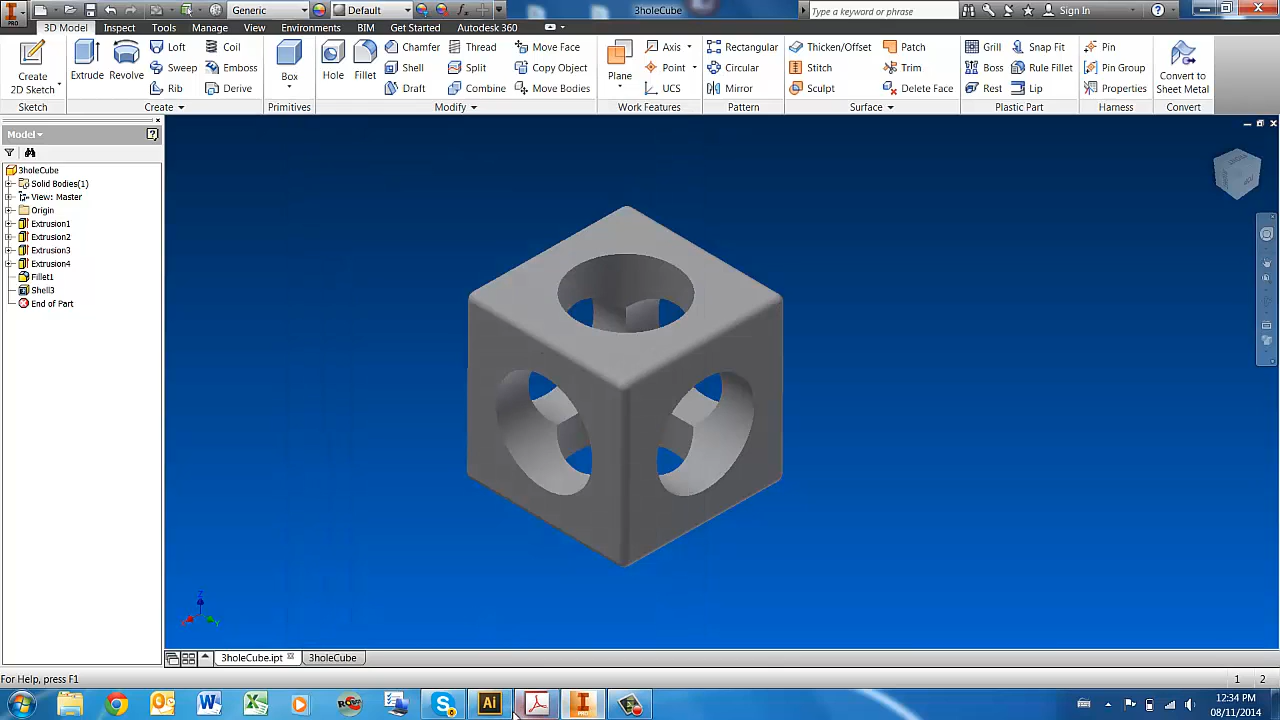 Generic
Default
3holeCube
Type a keyword or phrase
Sign In
PRO
3D Model Inspect Tools Manage View Environments BIM Get Started Autodesk 360
Create 2D Sketch
Sketch
Extrude Revolve Loft Sweep Rib Coil Emboss Derive
Create
Box
Primitives
Hole Fillet Chamfer Shell Draft Thread Split Combine Move Face Copy Object Move Bodies
Modify
Plane Axis Point UCS
Work Features
Rectangular Circular Mirror
Pattern
Thicken/Offset Stitch Sculpt Patch Trim Delete Face
Surface
Grill Boss Rest Snap Fit Rule Fillet Lip
Plastic Part
Pin Pin Group Properties
Harness
Convert to Sheet Metal
Convert
Model
3holeCube
Solid Bodies(1)
View: Master
Origin
Extrusion1
Extrusion2
Extrusion3
Extrusion4
Fillet1
Shell3
End of Part
Z
3holeCube.ipt 3holeCube
For Help, press F1
1 2
Ai
12:34 PM
08/11/2014